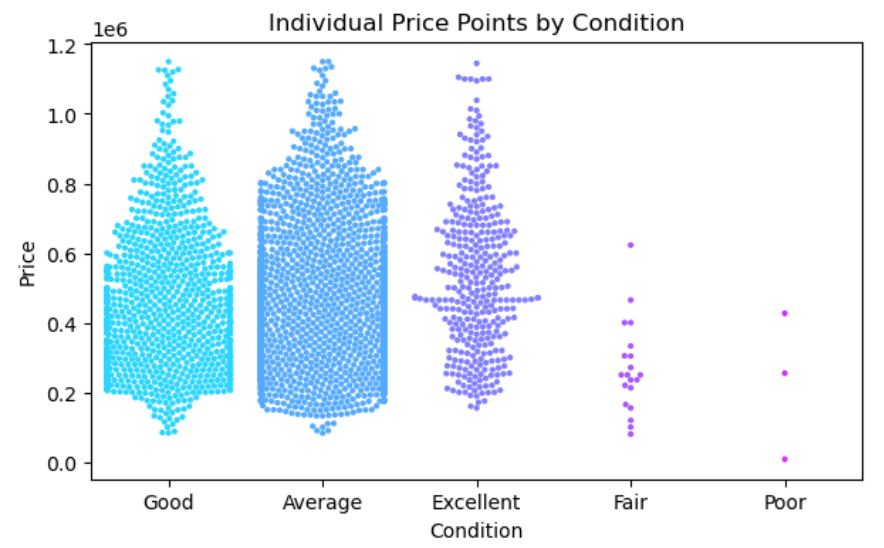 Individual Price Points by Condition
1e6
1.2
1.0
0.8
0.6
0.4
0.2
0.0
Price
Good Average Excellent Fair Poor
Condition